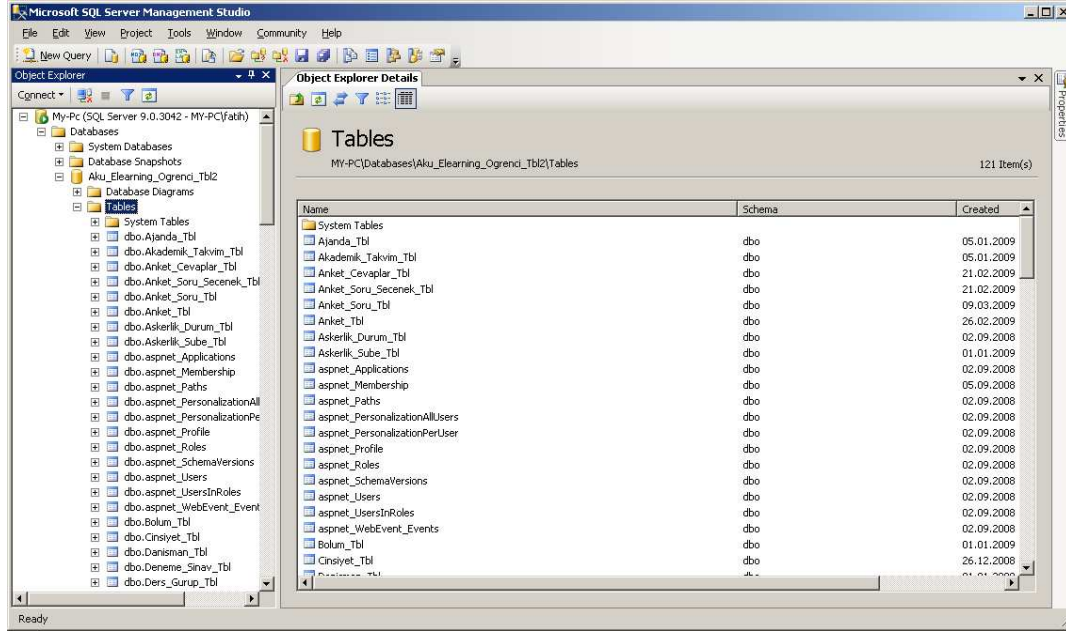 Microsoft SQL Server Management Studio
File Edit View Project Tools Window Community Help
New Query
Object Explorer
Connect
My-Pc (SQL Server 9.0.3042 - MY-PC\fatih)
Databases
System Databases
Database Snapshots
Aku_Elearning_Ogrenci_Tbl2
Database Diagrams
Tables
System Tables
dbo.Ajanda_Tbl
dbo.Akademik_Takvim_Tbl
dbo.Anket_Cevaplar_Tbl
dbo.Anket_Soru_Secenek_Tbl
dbo.Anket_Soru_Tbl
dbo.Anket_Tbl
dbo.Askerlik_Durum_Tbl
dbo.Askerlik_Sube_Tbl
dbo.aspnet_Applications
dbo.aspnet_Membership
dbo.aspnet_Paths
dbo.aspnet_PersonalizationAll
dbo.aspnet_PersonalizationPe
dbo.aspnet_Profile
dbo.aspnet_Roles
dbo.aspnet_SchemaVersions
dbo.aspnet_Users
dbo.aspnet_UsersInRoles
dbo.aspnet_WebEvent_Event
dbo.Bolum_Tbl
dbo.Cinsiyet_Tbl
dbo.Danisman_Tbl
dbo.Deneme_Sinav_Tbl
dbo.Ders_Gurup_Tbl
Object Explorer Details
Tables
MY-PC\Databases\Aku_Elearning_Ogrenci_Tbl2\Tables 121 Item(s)
Name Schema Created
System Tables
Ajanda_Tbl dbo 05.01.2009
Akademik_Takvim_Tbl dbo 05.01.2009
Anket_Cevaplar_Tbl dbo 21.02.2009
Anket_Soru_Secenek_Tbl dbo 21.02.2009
Anket_Soru_Tbl dbo 09.03.2009
Anket_Tbl dbo 26.02.2009
Askerlik_Durum_Tbl dbo 02.09.2008
Askerlik_Sube_Tbl dbo 01.01.2009
aspnet_Applications dbo 02.09.2008
aspnet_Membership dbo 05.09.2008
aspnet_Paths dbo 02.09.2008
aspnet_PersonalizationAllUsers dbo 02.09.2008
aspnet_PersonalizationPerUser dbo 02.09.2008
aspnet_Profile dbo 02.09.2008
aspnet_Roles dbo 02.09.2008
aspnet_SchemaVersions dbo 02.09.2008
aspnet_Users dbo 02.09.2008
aspnet_UsersInRoles dbo 02.09.2008
aspnet_WebEvent_Events dbo 02.09.2008
Bolum_Tbl dbo 01.01.2009
Cinsiyet_Tbl dbo 26.12.2008
Properties
Ready